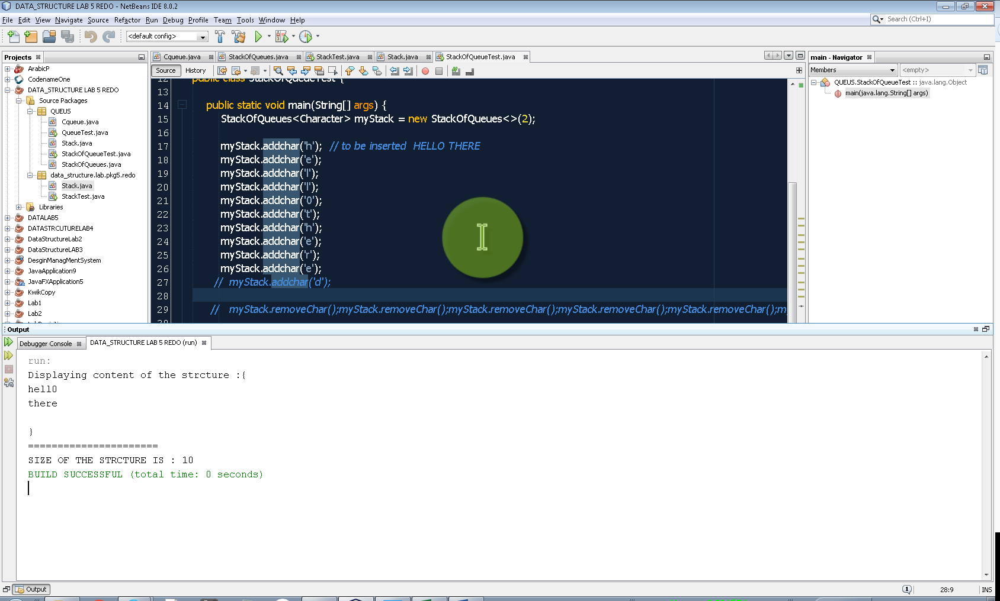 DATA_STRUCTURE LAB 5 REDO - NetBeans IDE 8.0.2
File Edit View Navigate Source Refactor Run Debug Profile Team Tools Window Help
Search (Ctrl+I)
<default config>
Projects
ArabicP
CodenameOne
DATA_STRUCTURE LAB 5 REDO
Source Packages
QUEUS
Cqueue.java
QueueTest.java
Stack.java
StackOfQueueTest.java
StackOfQueues.java
data_structure.lab.pkg5.redo
Stack.java
StackTest.java
Libraries
DATALAB5
DATASTRCUTURELAB4
DataStructureLab2
DataStructureLAB3
DesginManagMentSystem
JavaApplication9
JavaFXApplication5
KwikCopy
Lab1
Lab2
Cqueue.java StackOfQueues.java StackTest.java Stack.java StackOfQueueTest.java
Source History
12 public class StackOfQueueTest {
13
14 public static void main(String[] args) {
15 StackOfQueues<Character> myStack = new StackOfQueues<>(2);
16
17 myStack.addchar('h'); // to be inserted HELLO THERE
18 myStack.addchar('e');
19 myStack.addchar('l');
20 myStack.addchar('l');
21 myStack.addchar('0');
22 myStack.addchar('t');
23 myStack.addchar('h');
24 myStack.addchar('e');
25 myStack.addchar('r');
26 myStack.addchar('e');
27 // myStack.addchar('d');
28
29 // myStack.removeChar();myStack.removeChar();myStack.removeChar();myStack.removeChar();myStack.removeChar();m
main - Navigator
Members <empty>
QUEUS.StackOfQueueTest :: java.lang.Object
main(java.lang.String[] args)
Output
Debugger Console DATA_STRUCTURE LAB 5 REDO (run)
run:
Displaying content of the strcture :{
hell0
there
}
======================
SIZE OF THE STRCTURE IS : 10
BUILD SUCCESSFUL (total time: 0 seconds)
Output
1 28:9 INS